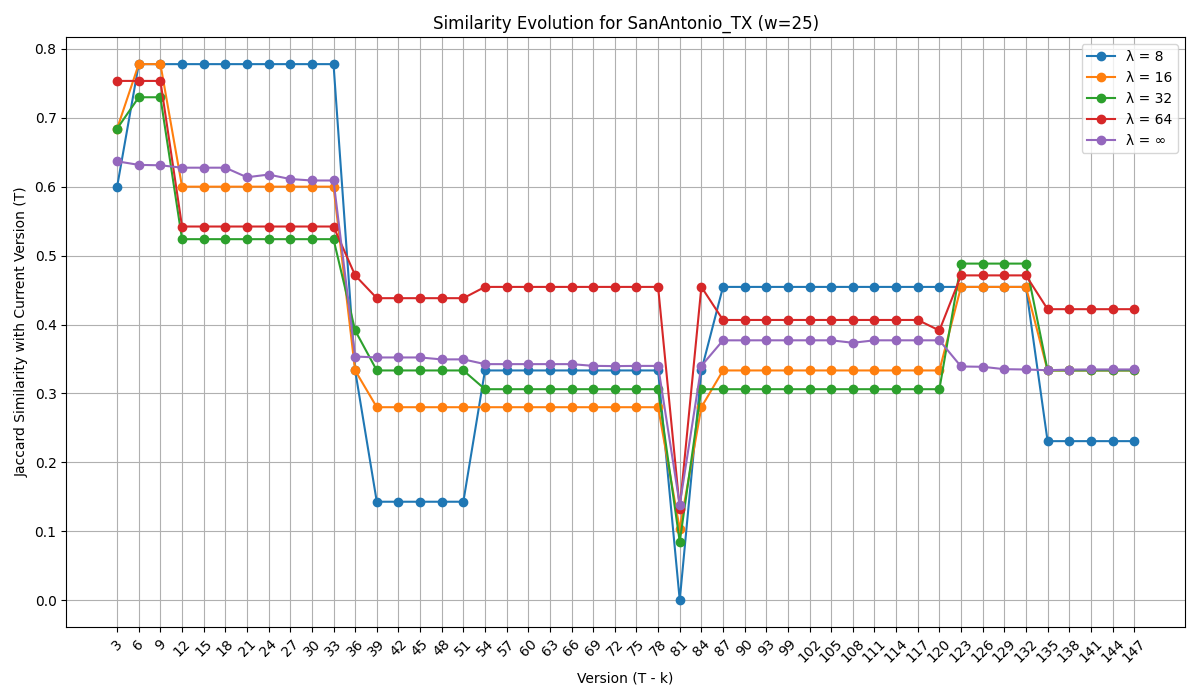 Similarity Evolution for SanAntonio_TX (w=25)
λ = 8
λ = 16
λ = 32
λ = 64
λ = ∞
Jaccard Similarity with Current Version (T)
0.8
0.7
0.6
0.5
0.4
0.3
0.2
0.1
0.0
3 6 9 12 15 18 21 24 27 30 33 36 39 42 45 48 51 54 57 60 63 66 69 72 75 78 81 84 87 90 93 96 99 102 105 108 111 114 117 120 123 126 129 132 135 138 141 144 147
Version (T - k)